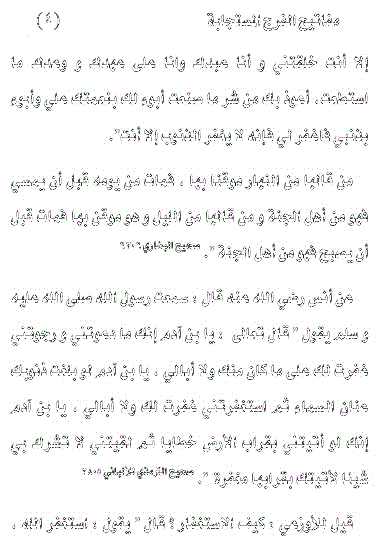 مفاتيح الفرج المستجابة (٤)
إلا أنت خلقتني و أنا عبدك وانا على عهدك و وعدك ما
استطعت، أعوذ بك من شر ما صنعت أبوء لك بنعمتك علي وأبوء
بذنبي فاغفر لي فإنه لا يغفر الذنوب إلا أنت".
من قالها من النهار موقنا بها ، فمات من يومه قبل أن يمسي
فهو من أهل الجنة و من قالها من الليل و هو موقن بها فمات قبل
أن يصبح فهو من أهل الجنة ". صحيح البخاري ٦٣٠٦
عن أنس رضي الله عنه قال : سمعت رسول الله صلى الله عليه
و سلم يقول " قال تعالى : يا بن آدم إنك ما دعوتني و رجوتني
غفرت لك على ما كان منك ولا أبالي ، يا بن آدم لو بلغت ذنوبك
عنان السماء ثم استغفرتني غفرت لك ولا أبالي ، يا بن آدم
إنك لو أتيتني بقراب الأرض خطايا ثم لقيتني لا تشرك بي
شيئا لأتيتك بقرابها مغفرة ". صحيح الترمذي للألباني
قيل للأوزعي : كيف الاستغفار ؟ قال " يقول : استغفر الله ،